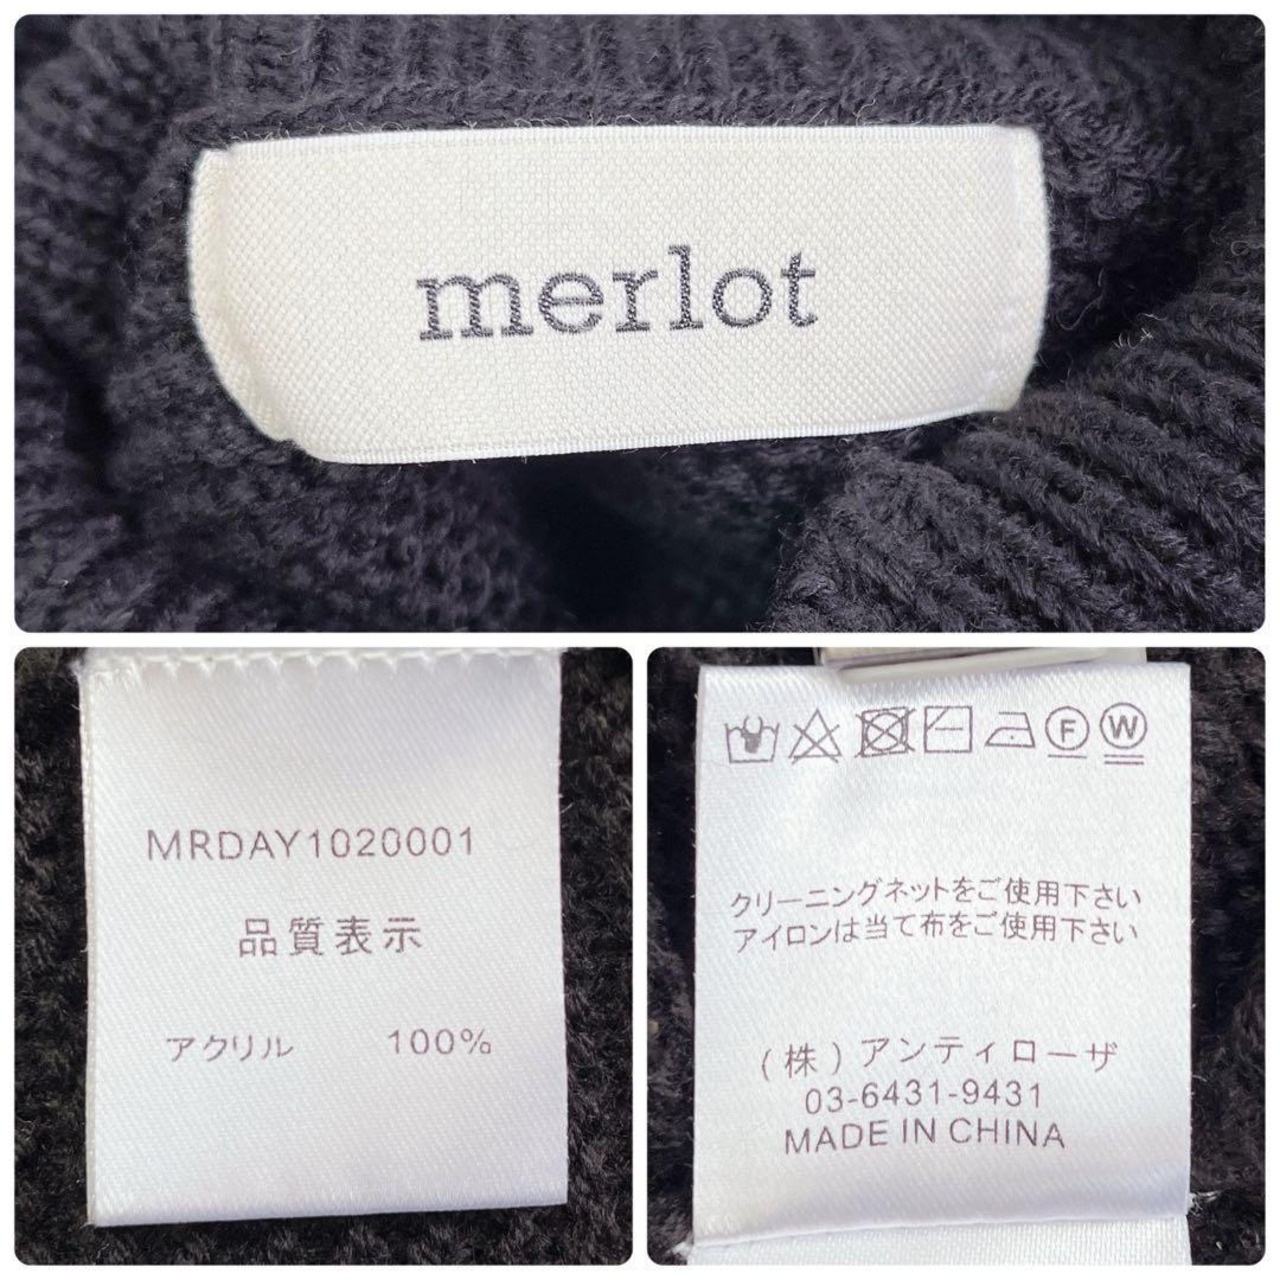 merlot
MRDAY1020001
品質表示
アクリル 100%
F W
クリーニングネットをご使用下さい
アイロンは当て布をご使用下さい
(株)アンティローザ
03-6431-9431
MADE IN CHINA